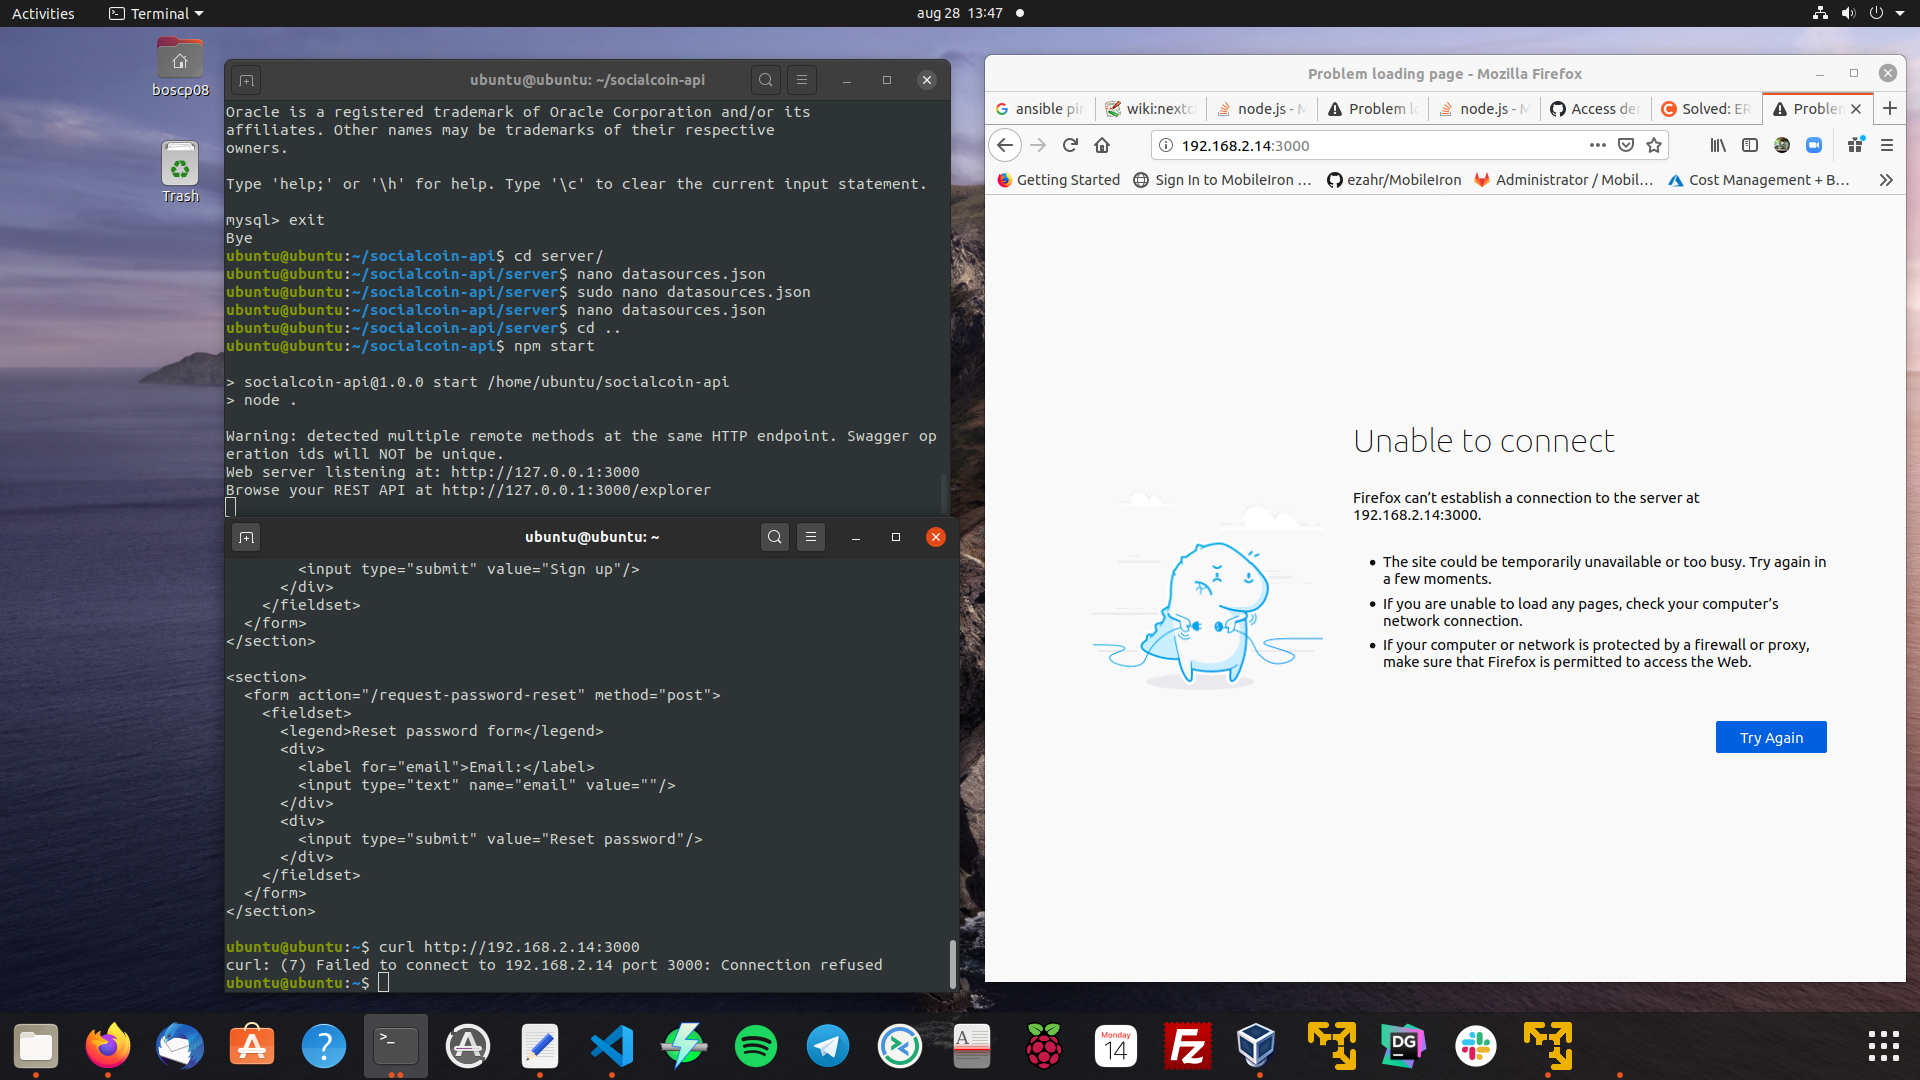 Activities
Terminal
aug 28 13:47
boscp08
Trash
ubuntu@ubuntu: ~/socialcoin-api
Oracle is a registered trademark of Oracle Corporation and/or its
affiliates. Other names may be trademarks of their respective
owners.
Type 'help;' or '\h' for help. Type '\c' to clear the current input statement.
mysql> exit
Bye
ubuntu@ubuntu:~/socialcoin-api$ cd server/
ubuntu@ubuntu:~/socialcoin-api/server$ nano datasources.json
ubuntu@ubuntu:~/socialcoin-api/server$ sudo nano datasources.json
ubuntu@ubuntu:~/socialcoin-api/server$ nano datasources.json
ubuntu@ubuntu:~/socialcoin-api/server$ cd ..
ubuntu@ubuntu:~/socialcoin-api$ npm start
> socialcoin-api@1.0.0 start /home/ubuntu/socialcoin-api
> node .
Warning: detected multiple remote methods at the same HTTP endpoint. Swagger op
eration ids will NOT be unique.
Web server listening at: http://127.0.0.1:3000
Browse your REST API at http://127.0.0.1:3000/explorer
ubuntu@ubuntu: ~
<input type="submit" value="Sign up"/>
</div>
</fieldset>
</form>
</section>
<section>
<form action="/request-password-reset" method="post">
<fieldset>
<legend>Reset password form</legend>
<div>
<label for="email">Email:</label>
<input type="text" name="email" value=""/>
</div>
<div>
<input type="submit" value="Reset password"/>
</div>
</fieldset>
</form>
</section>
ubuntu@ubuntu:~$ curl http://192.168.2.14:3000
curl: (7) Failed to connect to 192.168.2.14 port 3000: Connection refused
ubuntu@ubuntu:~$
Problem loading page - Mozilla Firefox
ansible pin
wiki:nextc
node.js - M
Problem lo
node.js - M
Access de
Solved: ER
Problem
192.168.2.14:3000
Getting Started
Sign In to MobileIron ...
ezahr/MobileIron
Administrator / Mobil...
Cost Management + B...
Unable to connect
Firefox can't establish a connection to the server at
192.168.2.14:3000.
The site could be temporarily unavailable or too busy. Try again in
a few moments.
If you are unable to load any pages, check your computer's
network connection.
If your computer or network is protected by a firewall or proxy,
make sure that Firefox is permitted to access the Web.
Try Again
>_
Monday
14
Fz
DG